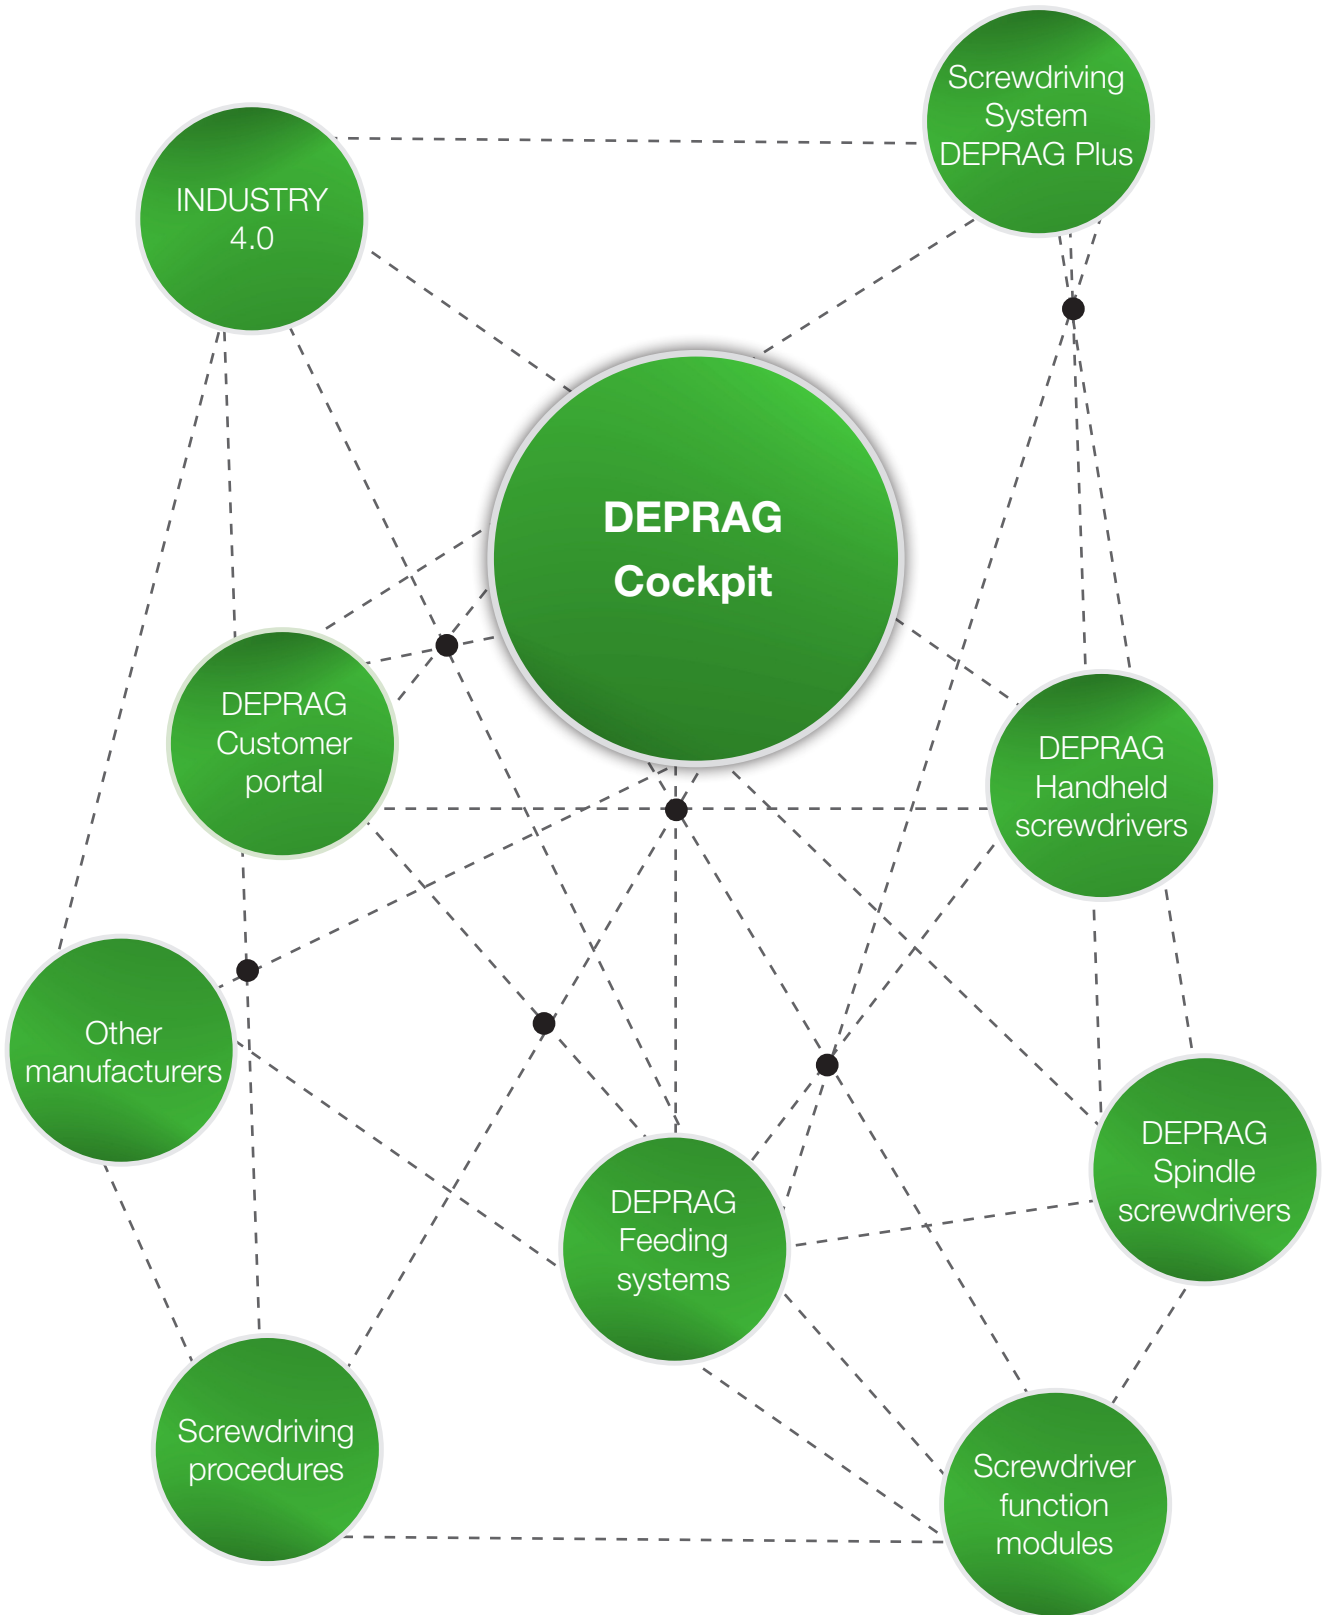 Screwdriving
System
DEPRAG Plus
INDUSTRY
4.0
DEPRAG
Cockpit
DEPRAG
Customer
portal
DEPRAG
Handheld
screwdrivers
Other
manufacturers
DEPRAG
Spindle
screwdrivers
DEPRAG
Feeding
systems
Screwdriving
procedures
Screwdriver
function
modules